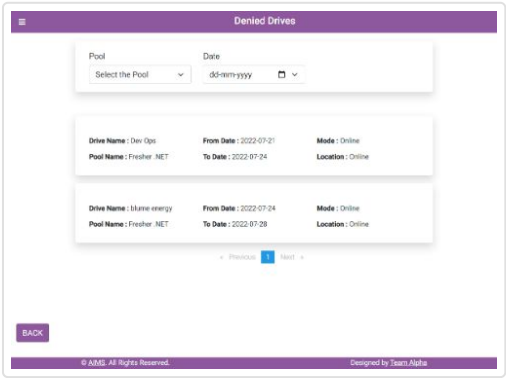 Denied Drives
Pool Date
Select the Pool dd-mm-yyyy
Drive Name : Dev Ops From Date : 2022-07-21 Mode : Online
Pool Name : Fresher .NET To Date : 2022-07-24 Location : Online
Drive Name : blume energy From Date : 2022-07-24 Mode : Online
Pool Name : Fresher .NET To Date : 2022-07-28 Location : Online
« Previous 1 Next »
BACK
© AIMS. All Rights Reserved. Designed by Team Alpha